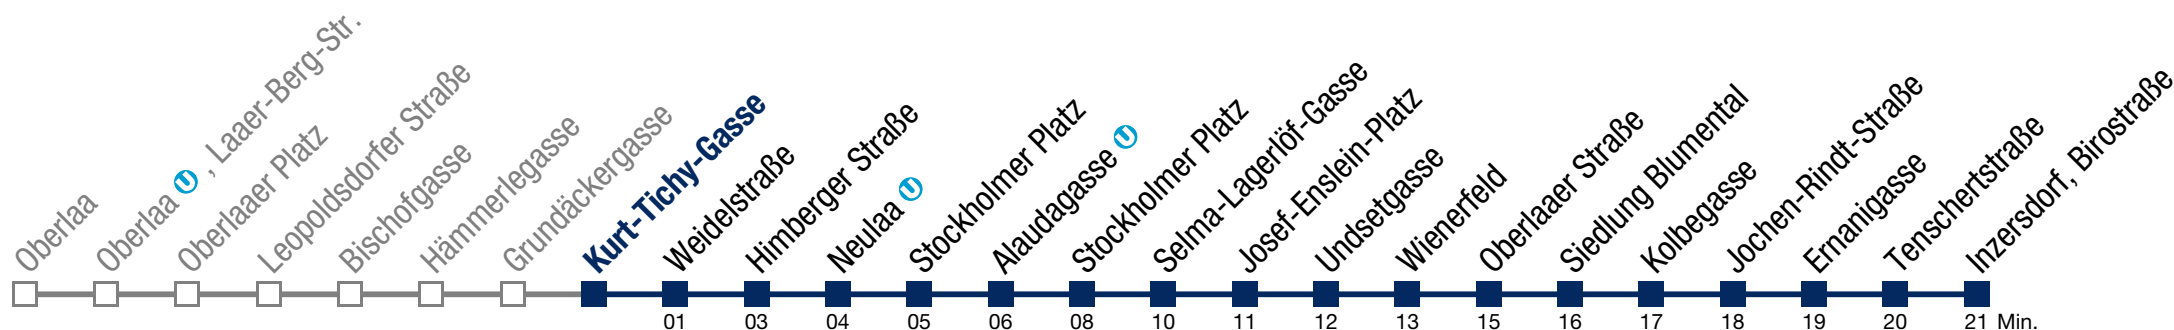 Oberlaa
Oberlaa U, Laaer-Berg-Str.
Oberlaaer Platz
Leopoldsdorfer Straße
Bischofgasse
Hämmerlegasse
Grundäckergasse
Kurt-Tichy-Gasse
Weidelstraße
Himberger Straße
Neulaa U
Stockholmer Platz
Alaudagasse U
Stockholmer Platz
Selma-Lagerlöf-Gasse
Josef-Enslein-Platz
Undsetgasse
Wienerfeld
Oberlaaer Straße
Siedlung Blumental
Kolbegasse
Jochen-Rindt-Straße
Ernanigasse
Tenschertstraße
Inzersdorf, Birostraße
01 03 04 05 06 08 10 11 12 13 15 16 17 18 19 20 21 Min.